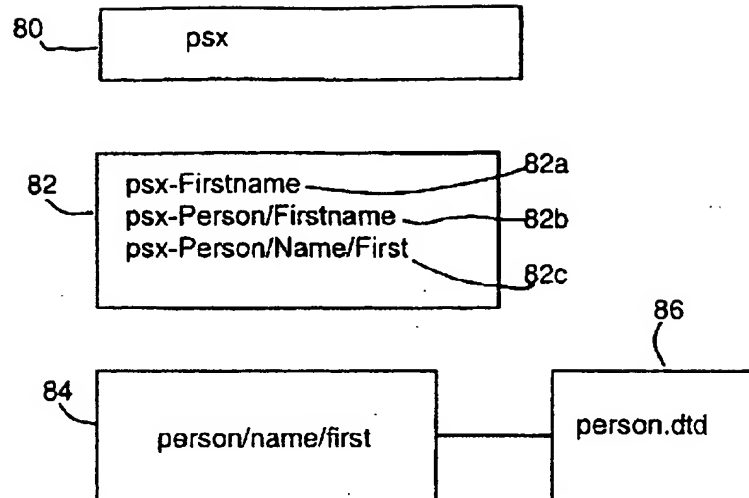 80
psx
82
psx-Firstname
82a
psx-Person/Firstname
82b
psx-Person/Name/First
82c
86
84
person/name/first
person.dtd